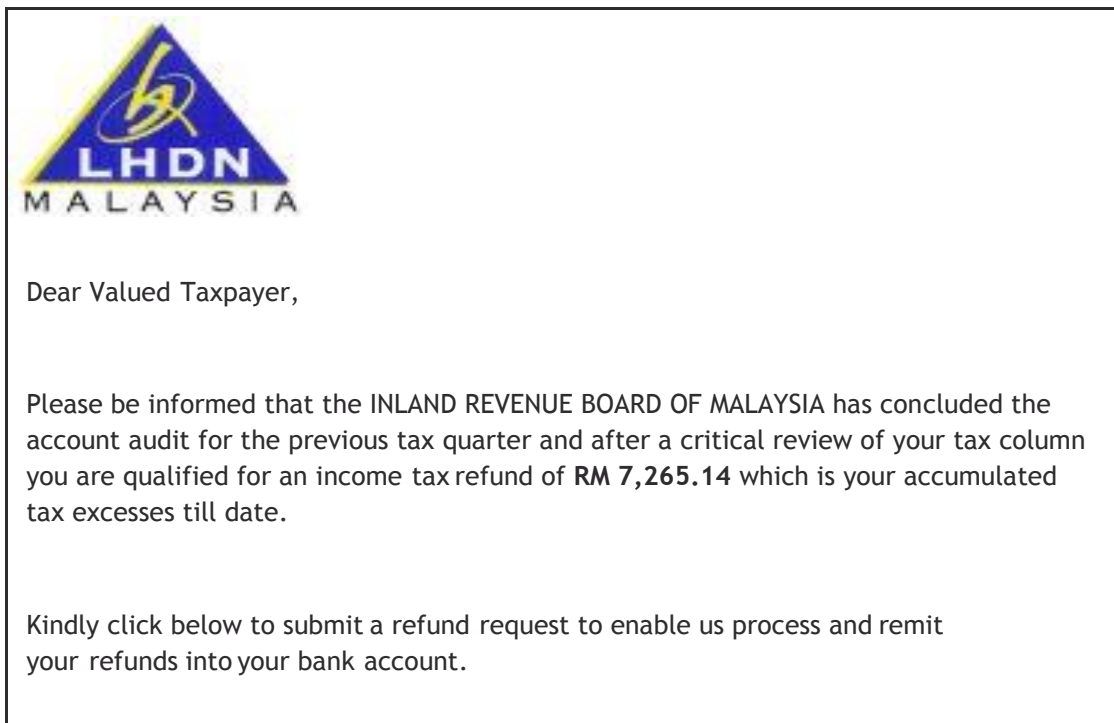 LHDN
MALAYSIA
Dear Valued Taxpayer,
Please be informed that the INLAND REVENUE BOARD OF MALAYSIA has concluded the
account audit for the previous tax quarter and after a critical review of your tax column
you are qualified for an income tax refund of RM 7,265.14 which is your accumulated
tax excesses till date.
Kindly click below to submit a refund request to enable us process and remit
your refunds into your bank account.